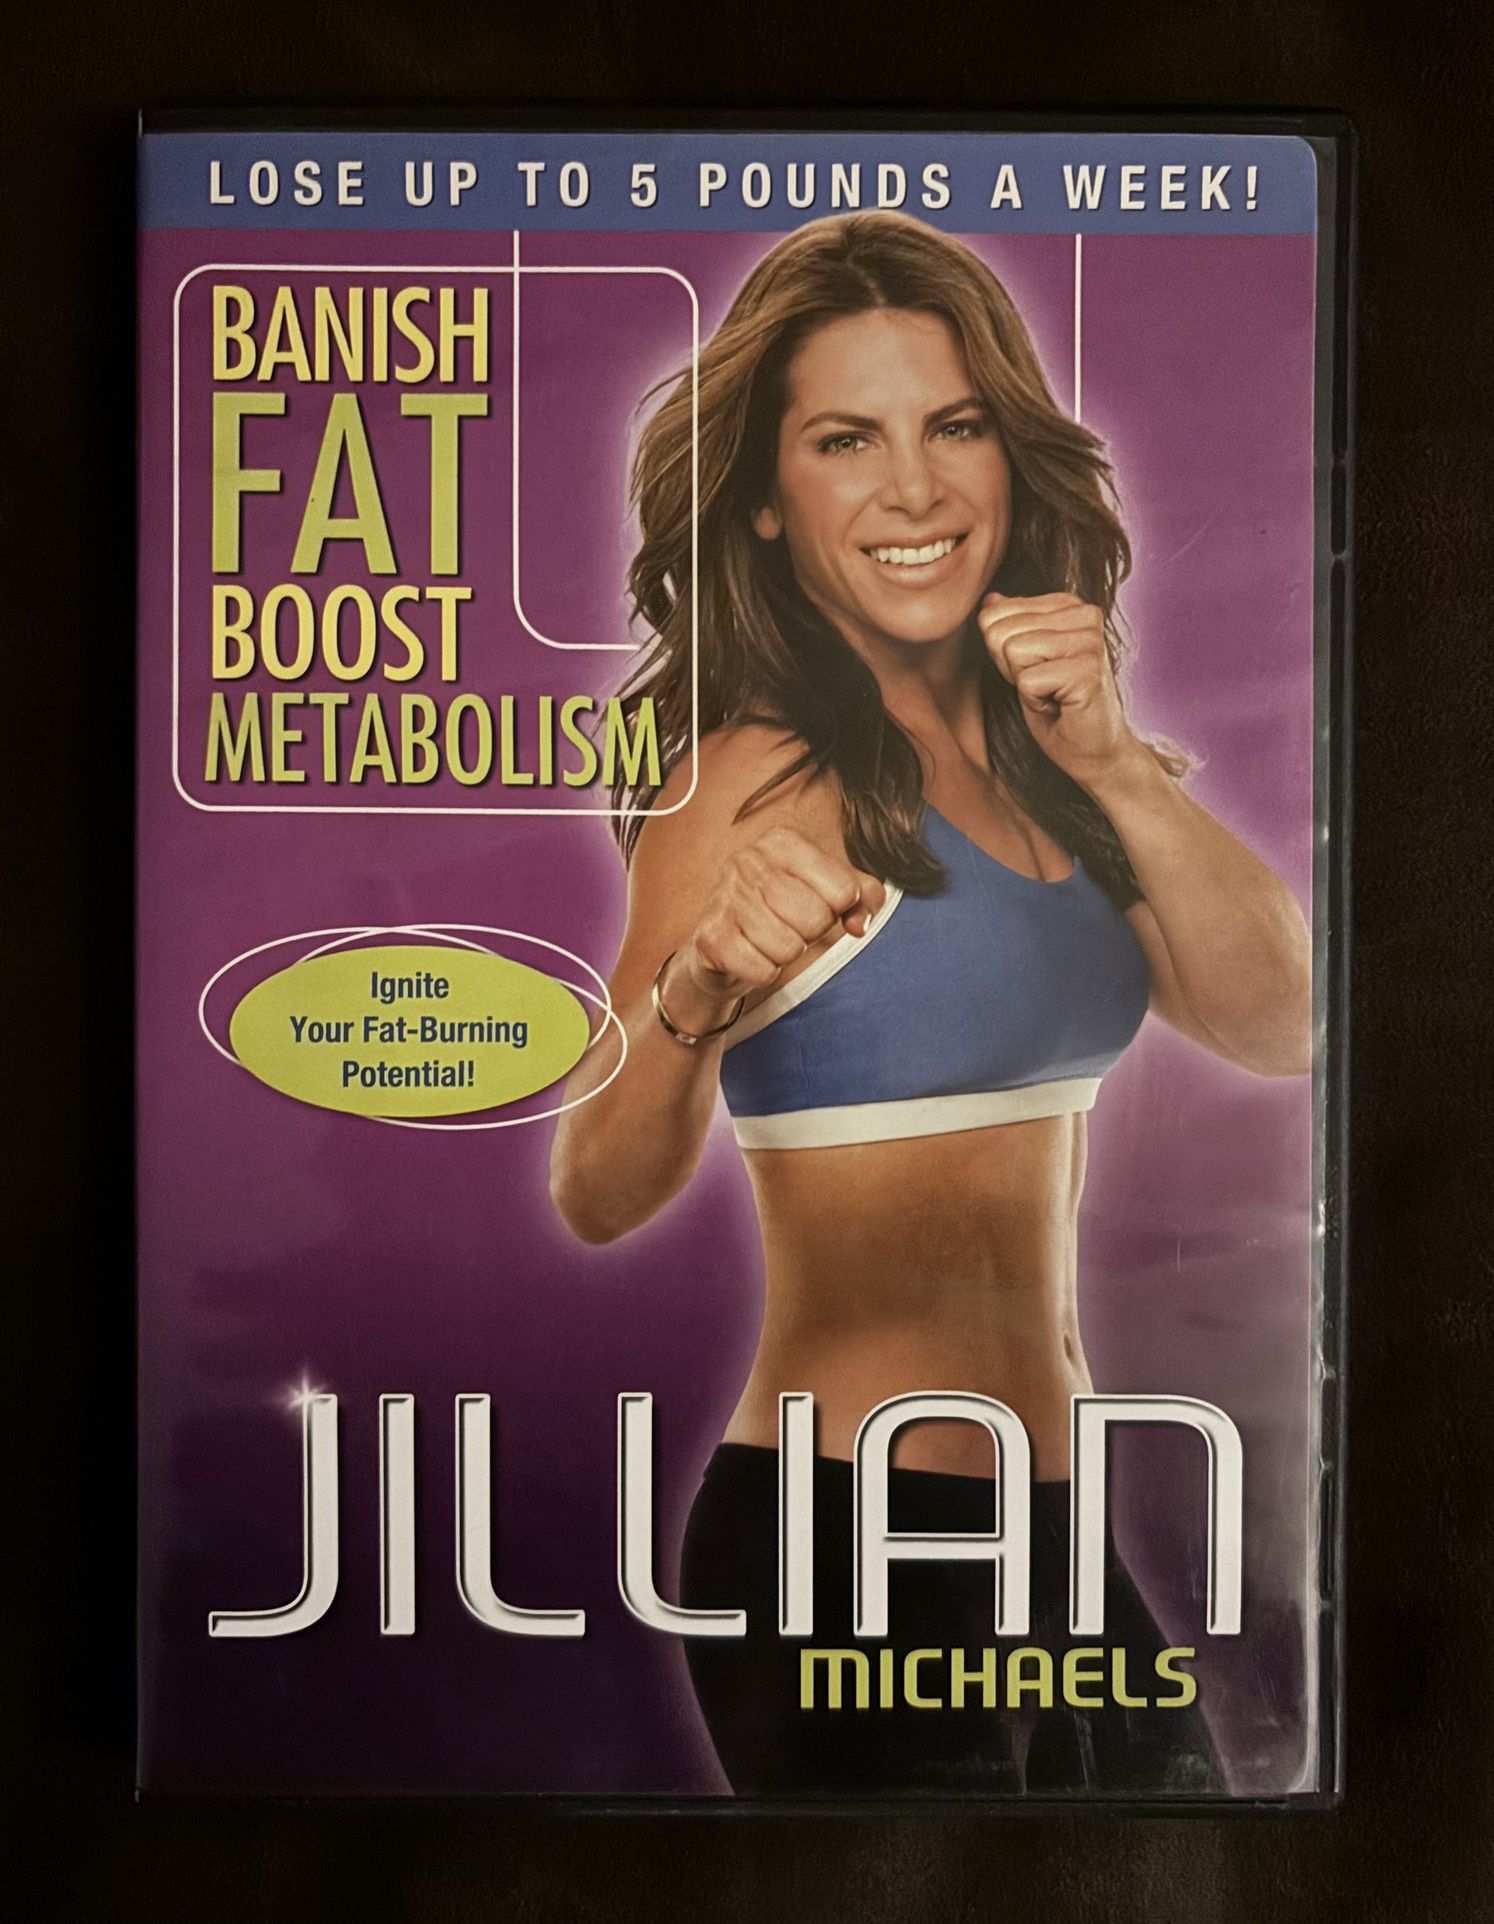 LOSE UP TO 5 POUNDS A WEEK!
BANISH
FAT
BOOST
METABOLISM
Ignite
Your Fat-Burning
Potential!
JILLIAN
MICHAELS